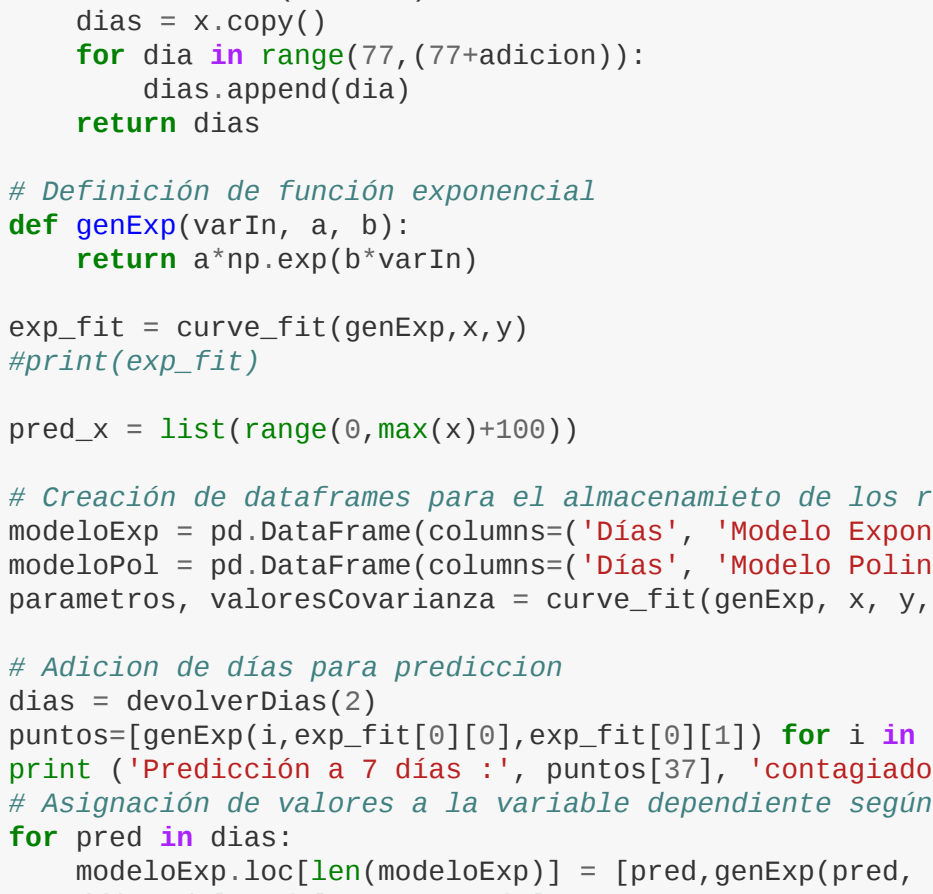 dias = x.copy()
for dia in range(77,(77+adicion)):
dias.append(dia)
return dias
# Definición de función exponencial
def genExp(varIn, a, b):
return a*np.exp(b*varIn)
exp_fit = curve_fit(genExp,x,y)
#print(exp_fit)
pred_x = list(range(0,max(x)+100))
# Creación de dataframes para el almacenamieto de los r
modeloExp = pd.DataFrame(columns=('Días', 'Modelo Expon
modeloPol = pd.DataFrame(columns=('Días', 'Modelo Polin
parametros, valoresCovarianza = curve_fit(genExp, x, y,
# Adicion de días para prediccion
dias = devolverDias(2)
puntos=[genExp(i,exp_fit[0][0],exp_fit[0][1]) for i in
print ('Predicción a 7 días :', puntos[37], 'contagiado
# Asignación de valores a la variable dependiente según
for pred in dias:
modeloExp.loc[len(modeloExp)] = [pred,genExp(pred,